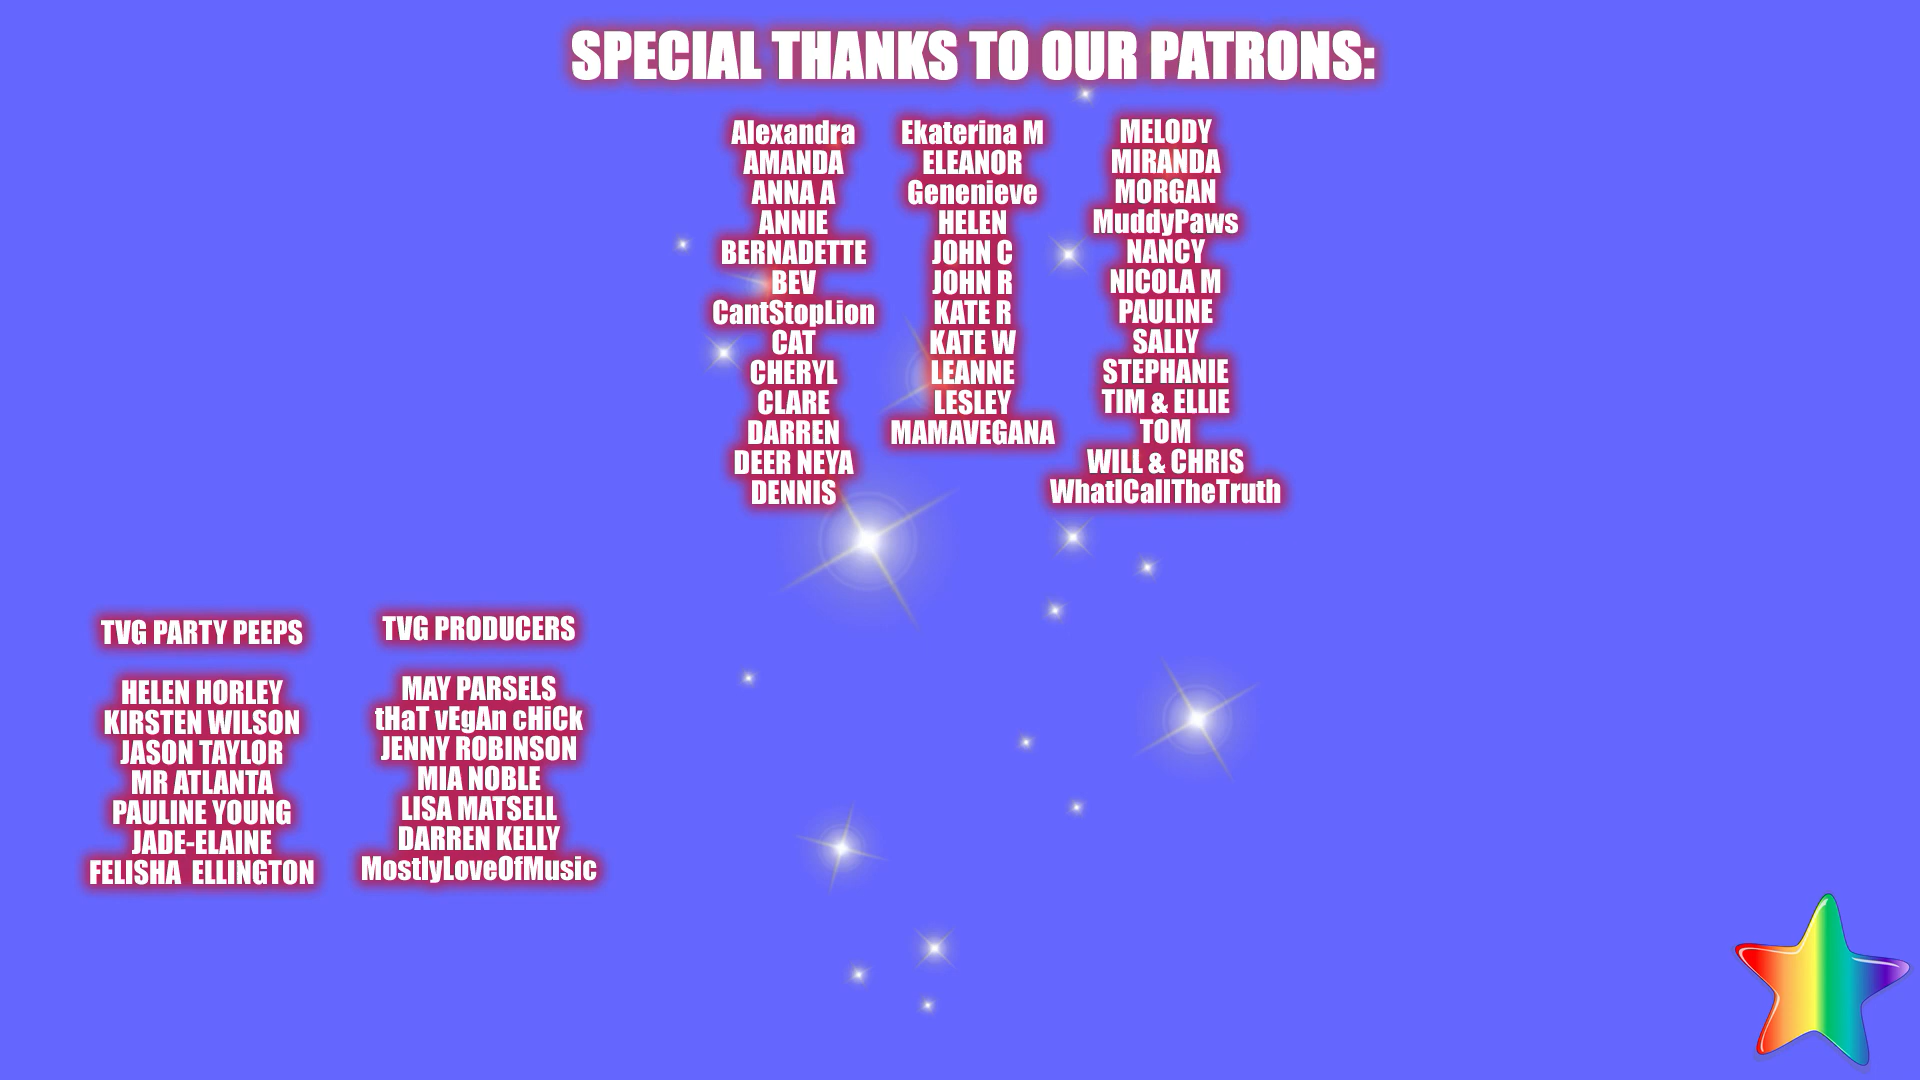 SPECIAL THANKS TO OUR PATRONS:
Alexandra
AMANDA
ANNA A
ANNIE
BERNADETTE
BEV
CantStopLion
CAT
CHERYL
CLARE
DARREN
DEER NEYA
DENNIS
Ekaterina M
ELEANOR
Genenieve
HELEN
JOHN C
JOHN R
KATE R
KATE W
LEANNE
LESLEY
MAMAVEGANA
MELODY
MIRANDA
MORGAN
MuddyPaws
NANCY
NICOLA M
PAULINE
SALLY
STEPHANIE
TIM & ELLIE
TOM
WILL & CHRIS
WhatICallTheTruth
TVG PARTY PEEPS
HELEN HORLEY
KIRSTEN WILSON
JASON TAYLOR
MR ATLANTA
PAULINE YOUNG
JADE-ELAINE
FELISHA ELLINGTON
TVG PRODUCERS
MAY PARSELS
tHaT vEgAn cHiCk
JENNY ROBINSON
MIA NOBLE
LISA MATSELL
DARREN KELLY
MostlyLoveOfMusic